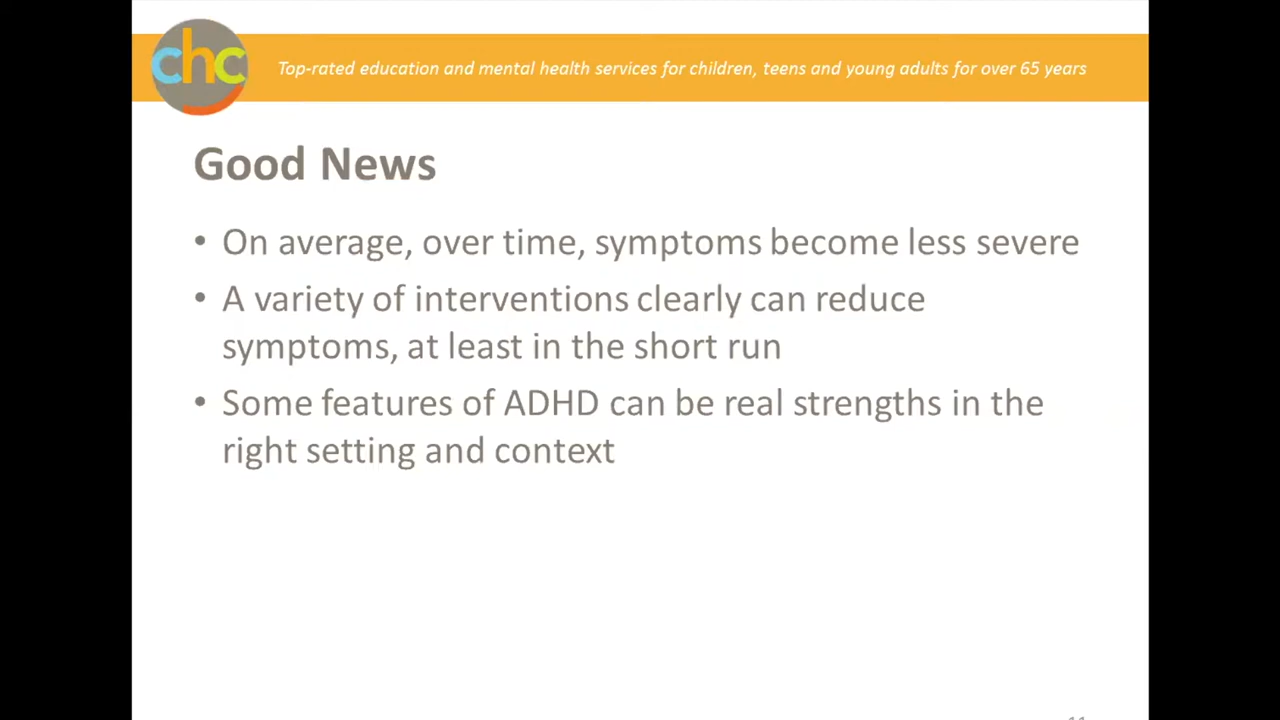 chc
Top-rated education and mental health services for children, teens and young adults for over 65 years
Good News
• On average, over time, symptoms become less severe
• A variety of interventions clearly can reduce
symptoms, at least in the short run
• Some features of ADHD can be real strengths in the
right setting and context